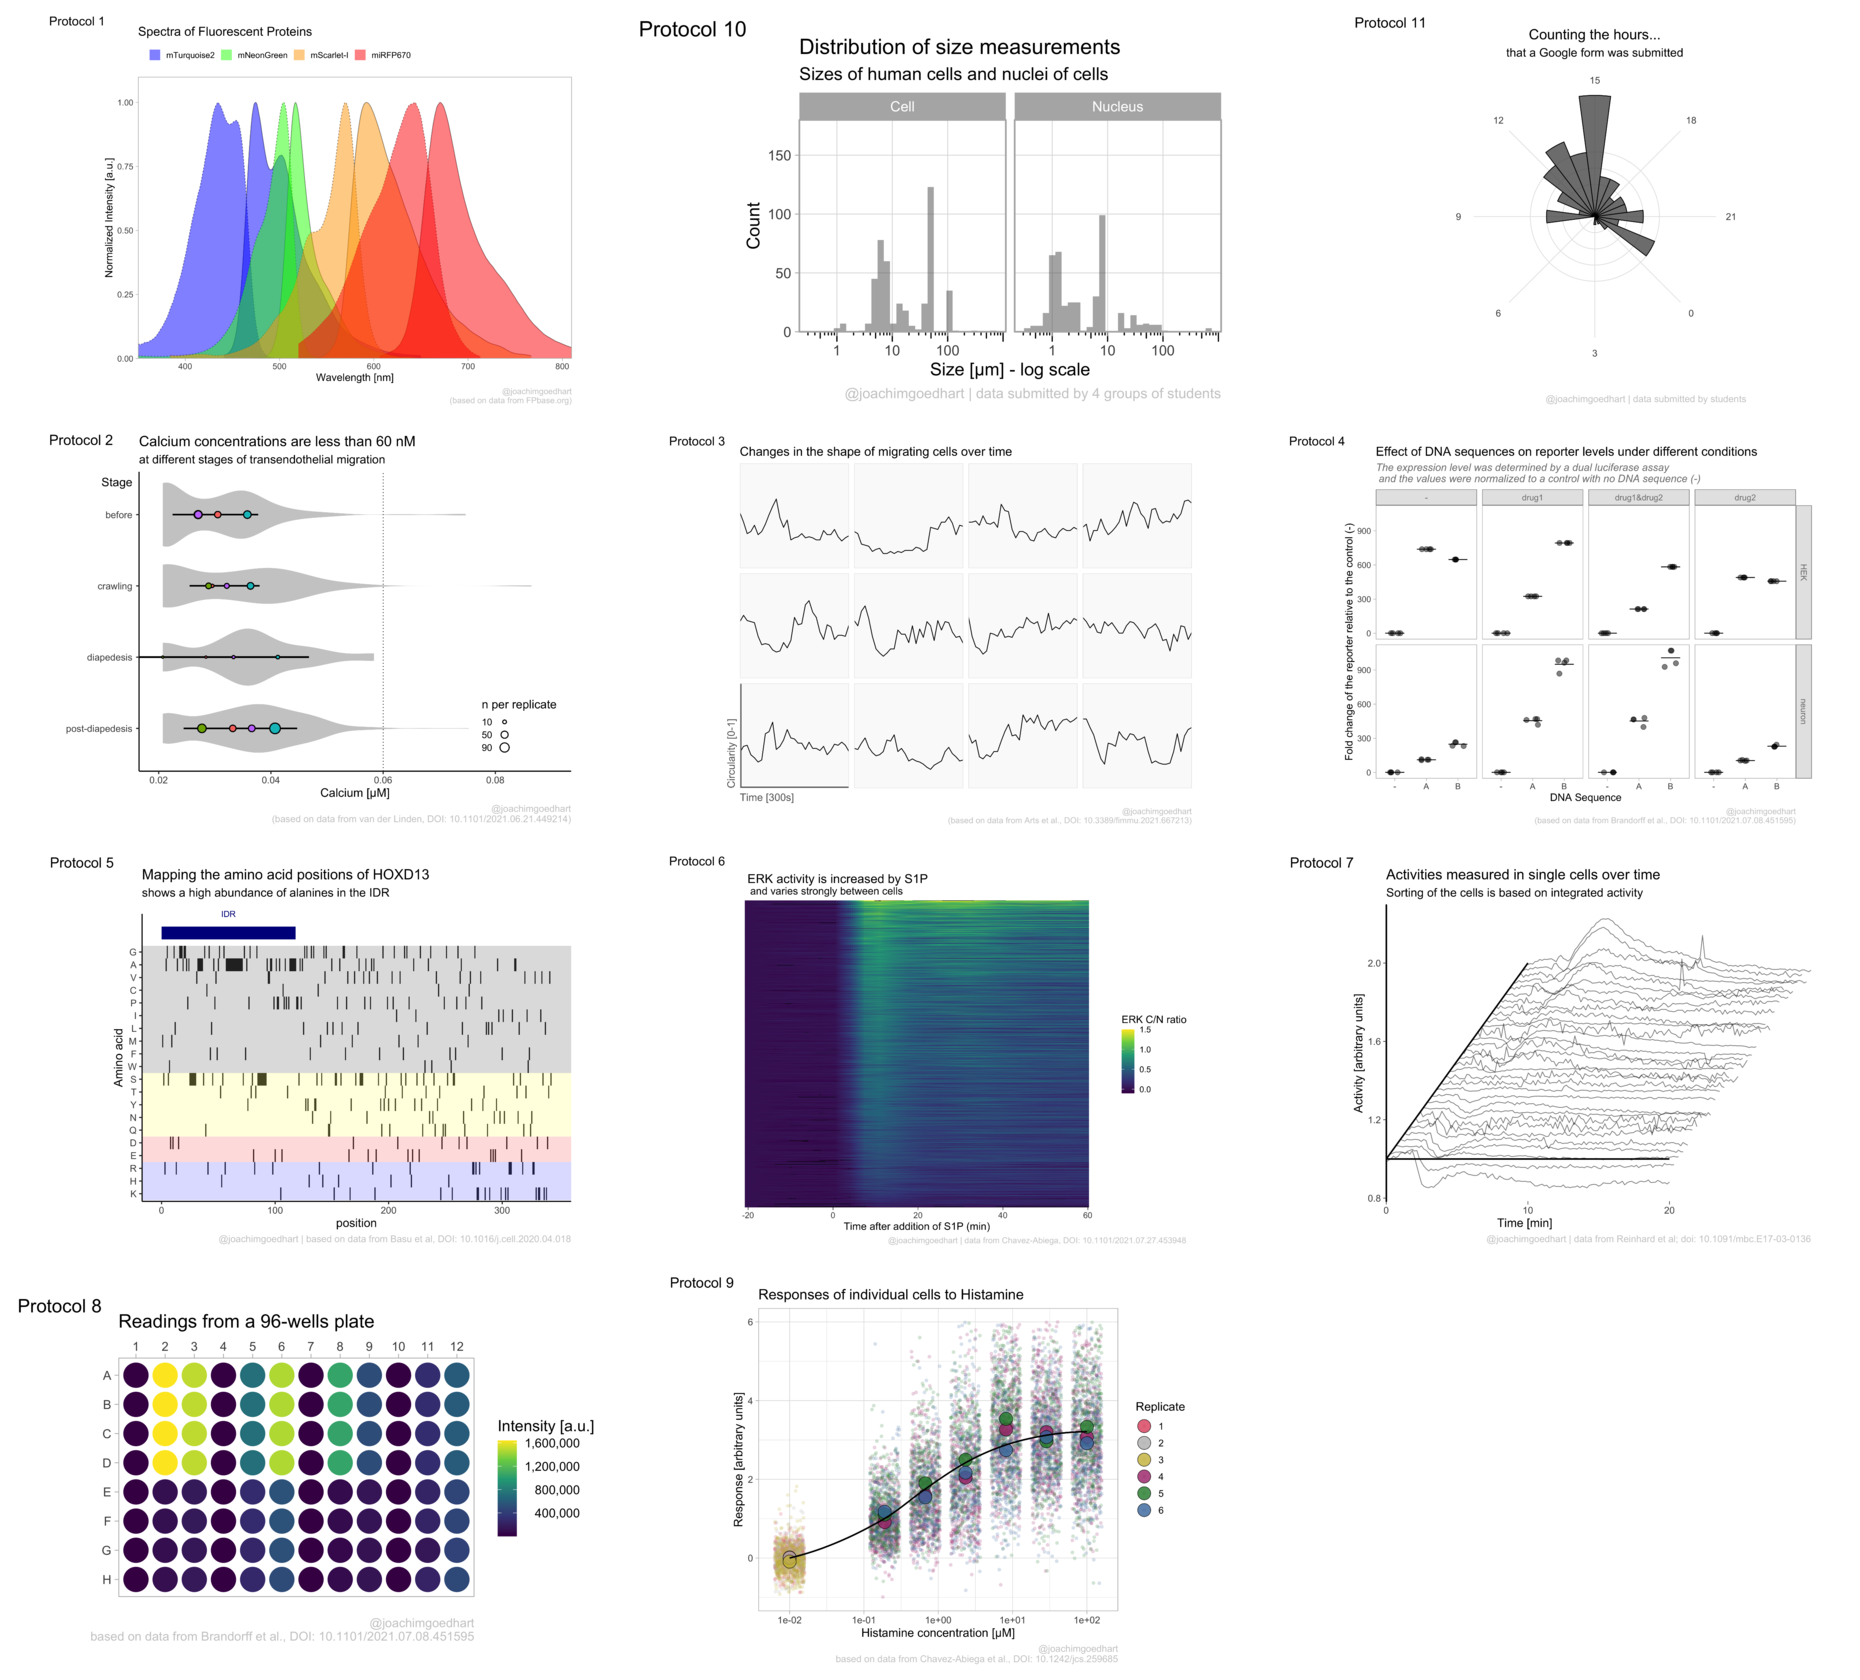 Protocol 1
Spectra of Fluorescent Proteins
mTurquoise2 mNeonGreen mScarlet-I miRFP670
Normalized Intensity [a.u.]
1.00
0.75
0.50
0.25
0.00
400 500 600 700 800
Wavelength [nm]
@joachimgoedhart
(based on data from FPbase.org)
Protocol 10
Distribution of size measurements
Sizes of human cells and nuclei of cells
Cell Nucleus
Count
150
100
50
0
1 10 100 1 10 100
Size [µm] - log scale
@joachimgoedhart | data submitted by 4 groups of students
Protocol 11
Counting the hours...
that a Google form was submitted
15
12 18
9 21
6 0
3
@joachimgoedhart | data submitted by students
Protocol 2
Calcium concentrations are less than 60 nM
at different stages of transendothelial migration
Stage
before
crawling
diapedesis
post-diapedesis
n per replicate
10
50
90
0.02 0.04 0.06 0.08
Calcium [µM]
@joachimgoedhart
(based on data from van der Linden, DOI: 10.1101/2021.06.21.449214)
Protocol 3
Changes in the shape of migrating cells over time
Circularity [0-1]
Time [300s]
@joachimgoedhart
(based on data from Arts et al., DOI: 10.3389/fimmu.2021.667213)
Protocol 4
Effect of DNA sequences on reporter levels under different conditions
The expression level was determined by a dual luciferase assay
and the values were normalized to a control with no DNA sequence (-)
- drug1 drug1&drug2 drug2
Fold change of the reporter relative to the control (-)
900
600
300
0
HEK
900
600
300
0
neuron
- A B - A B - A B - A B
DNA Sequence
@joachimgoedhart
(based on data from Brandorff et al., DOI: 10.1101/2021.07.08.451595)
Protocol 5
Mapping the amino acid positions of HOXD13
shows a high abundance of alanines in the IDR
IDR
Amino acid
G
A
V
C
P
I
L
M
F
W
S
T
Y
N
Q
D
E
R
H
K
0 100 200 300
position
@joachimgoedhart | based on data from Basu et al, DOI: 10.1016/j.cell.2020.04.018
Protocol 6
ERK activity is increased by S1P
and varies strongly between cells
ERK C/N ratio
1.5
1.0
0.5
0.0
-20 0 20 40 60
Time after addition of S1P (min)
@joachimgoedhart | data from Chavez-Abiega, DOI: 10.1101/2021.07.27.453948
Protocol 7
Activities measured in single cells over time
Sorting of the cells is based on integrated activity
Activity [arbitrary units]
2.0
1.6
1.2
0.8
0 10 20
Time [min]
@joachimgoedhart | data from Reinhard et al; doi: 10.1091/mbc.E17-03-0136
Protocol 8
Readings from a 96-wells plate
1 2 3 4 5 6 7 8 9 10 11 12
A
B
C
D
E
F
G
H
Intensity [a.u.]
1,600,000
1,200,000
800,000
400,000
@joachimgoedhart
based on data from Brandorff et al., DOI: 10.1101/2021.07.08.451595
Protocol 9
Responses of individual cells to Histamine
Response [arbitrary units]
6
4
2
0
Replicate
1
2
3
4
5
6
1e-02 1e-01 1e+00 1e+01 1e+02
Histamine concentration [µM]
@joachimgoedhart
based on data from Chavez-Abiega et al., DOI: 10.1242/jcs.259685